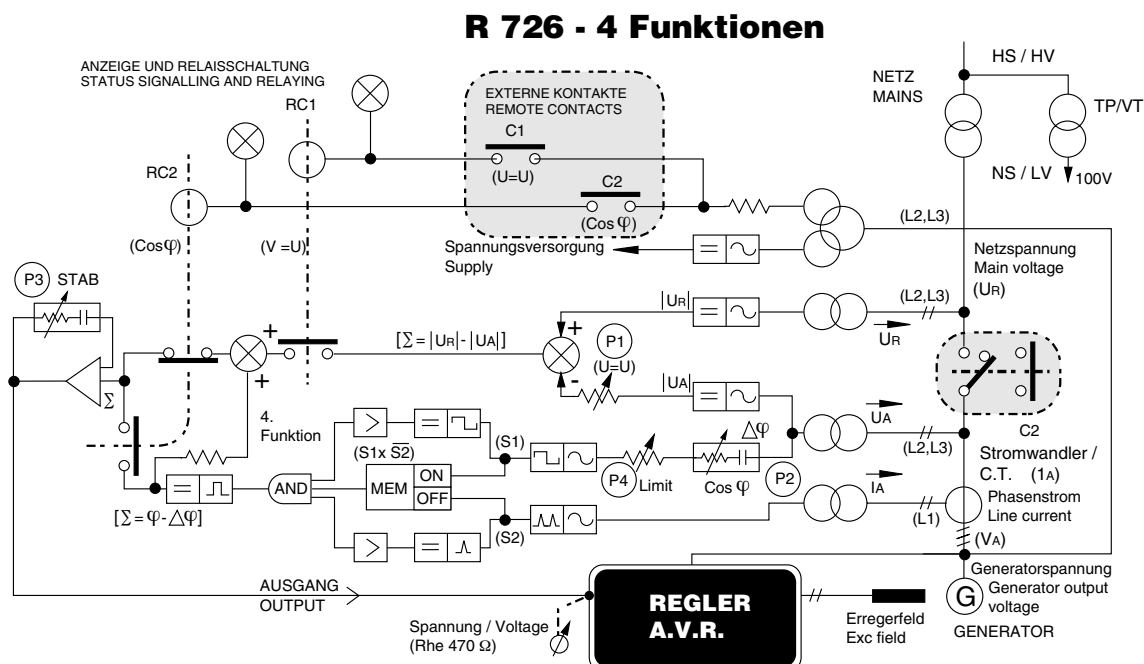 R 726 - 4 Funktionen
ANZEIGE UND RELAISSCHALTUNG
STATUS SIGNALLING AND RELAYING
RC1
RC2
EXTERNE KONTAKTE
REMOTE CONTACTS
C1
(U=U)
C2
(Cos φ)
NETZ
MAINS
HS / HV
TP/VT
NS / LV
100V
(Cos φ)
(V =U)
Spannungsversorgung
Supply
(L2,L3)
Netzspannung
Main voltage
(UR)
P3
STAB
Σ
+
+
[Σ = |UR| - |UA|]
+
-
|UR|
(L2,L3)
UR
P1
(U=U)
|UA|
UA
(L2,L3)
C2
4.
Funktion
(S1x S̅2̅)
(S1)
ON
MEM
OFF
AND
(S2)
P4
Limit
Δφ
Cos φ
P2
Stromwandler /
C.T. (1A)
IA
Phasenstrom
Line current
(L1)
(VA)
[Σ = φ - Δφ]
AUSGANG
OUTPUT
Spannung / Voltage
(Rhe 470 Ω)
REGLER
A.V.R.
Erregerfeld
Exc field
Generatorspannung
Generator output
voltage
G
GENERATOR